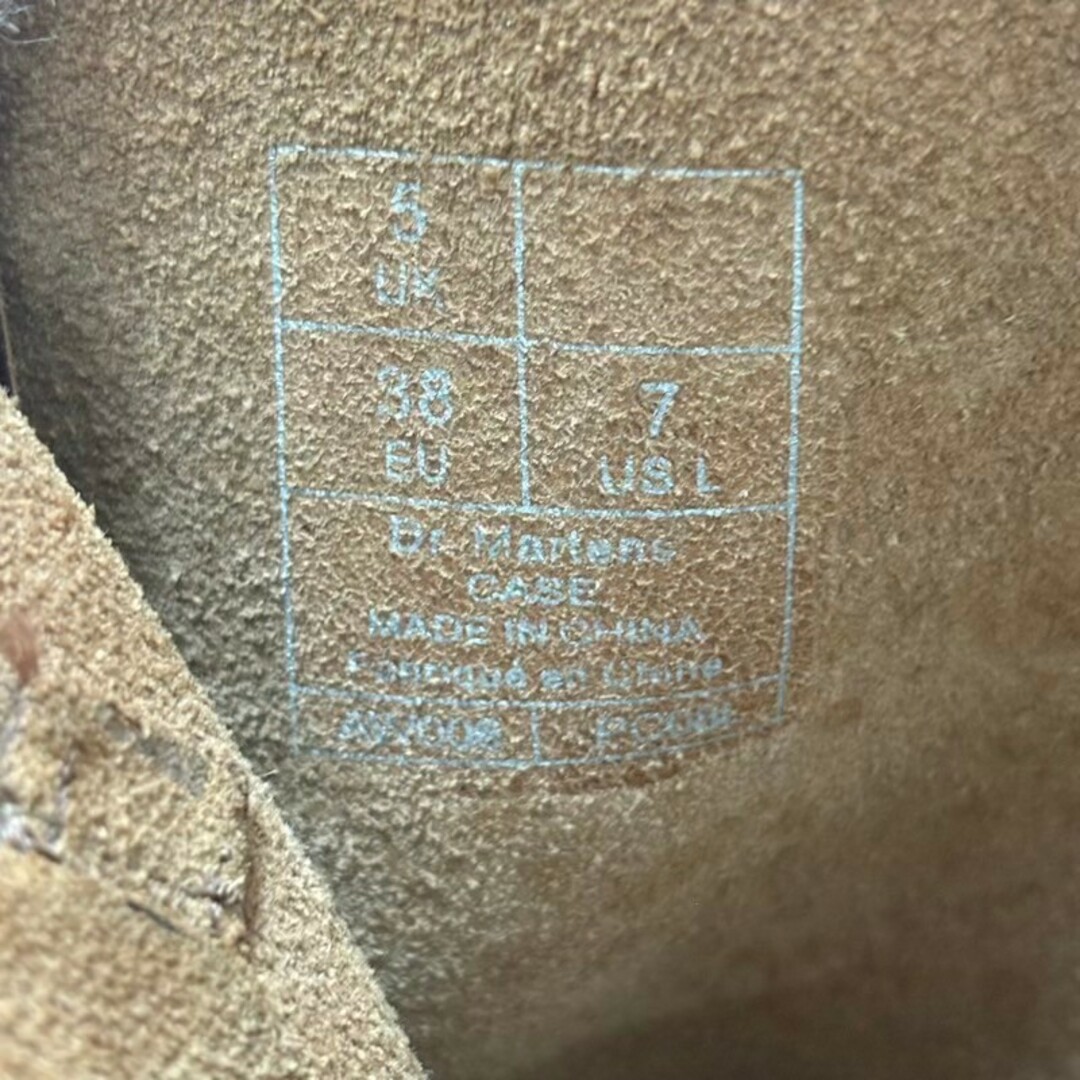 5
UK
38
EU
7
US L
Dr. Martens
CASE
MADE IN CHINA
Fabriqué en Chine